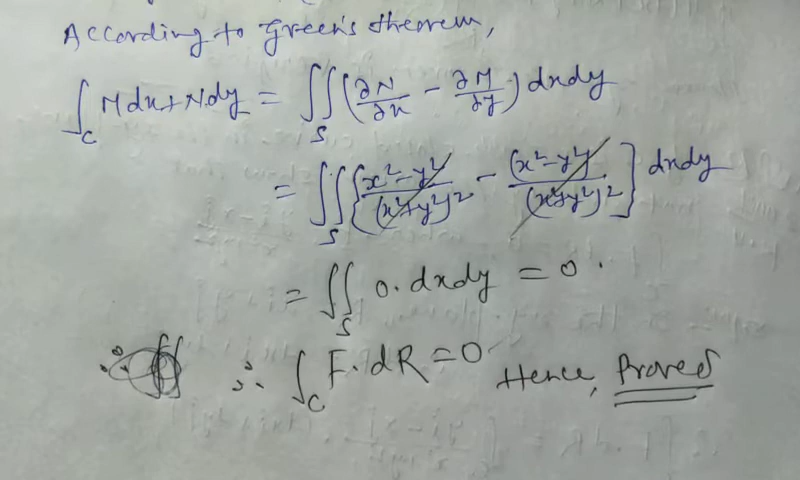 According to Green's theorem,
∫_C Mdx + Ndy = ∬_S (∂N/∂x − ∂M/∂y) dxdy
= ∬_S {(x²−y²)/(x²+y²)² − (x²−y²)/(x²+y²)²} dxdy
= ∬_S 0. dxdy = 0.
∴ ∫_C F.dR = 0 Hence, Proved